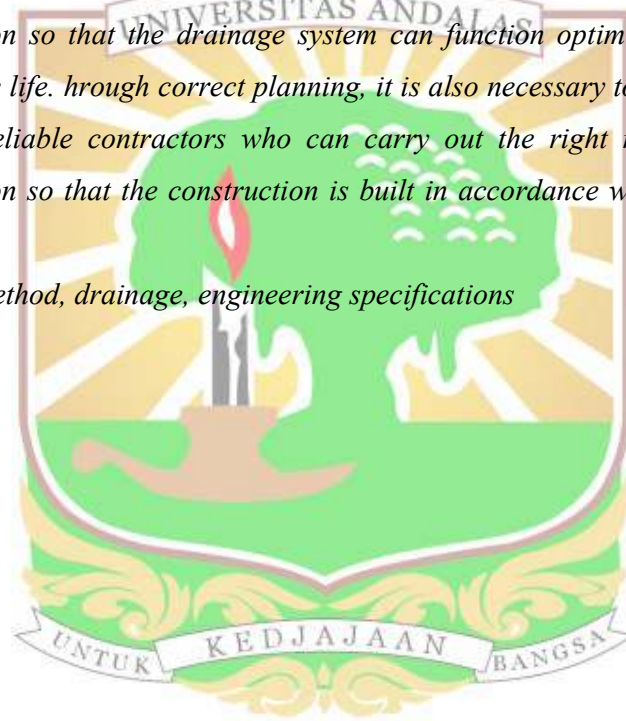 UNIVERSITAS ANDALAS
on so that the drainage system can function optim
life. hrough correct planning, it is also necessary to
eliable contractors who can carry out the right
on so that the construction is built in accordance w
ethod, drainage, engineering specifications
UNTUK KEDJAJAAN BANGSA